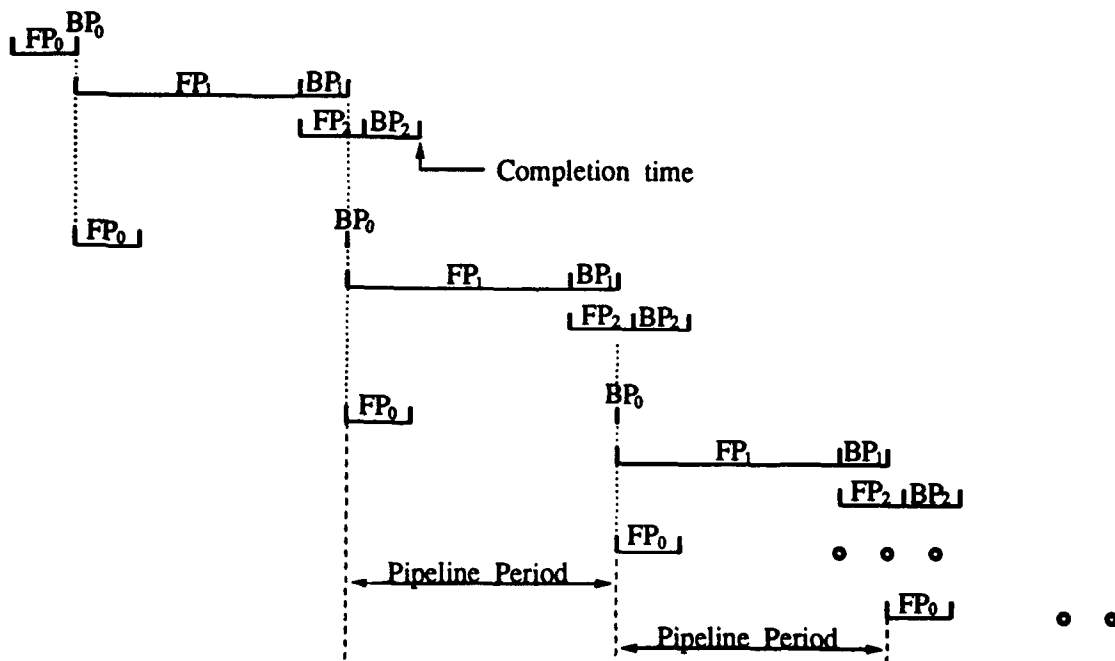 BP₀
FP₀
FP₁ BP₁
FP₂ BP₂
Completion time
FP₀
BP₀
FP₁ BP₁
FP₂ BP₂
BP₀
FP₀
FP₁ BP₁
FP₂ BP₂
FP₀
Pipeline Period
FP₀
Pipeline Period